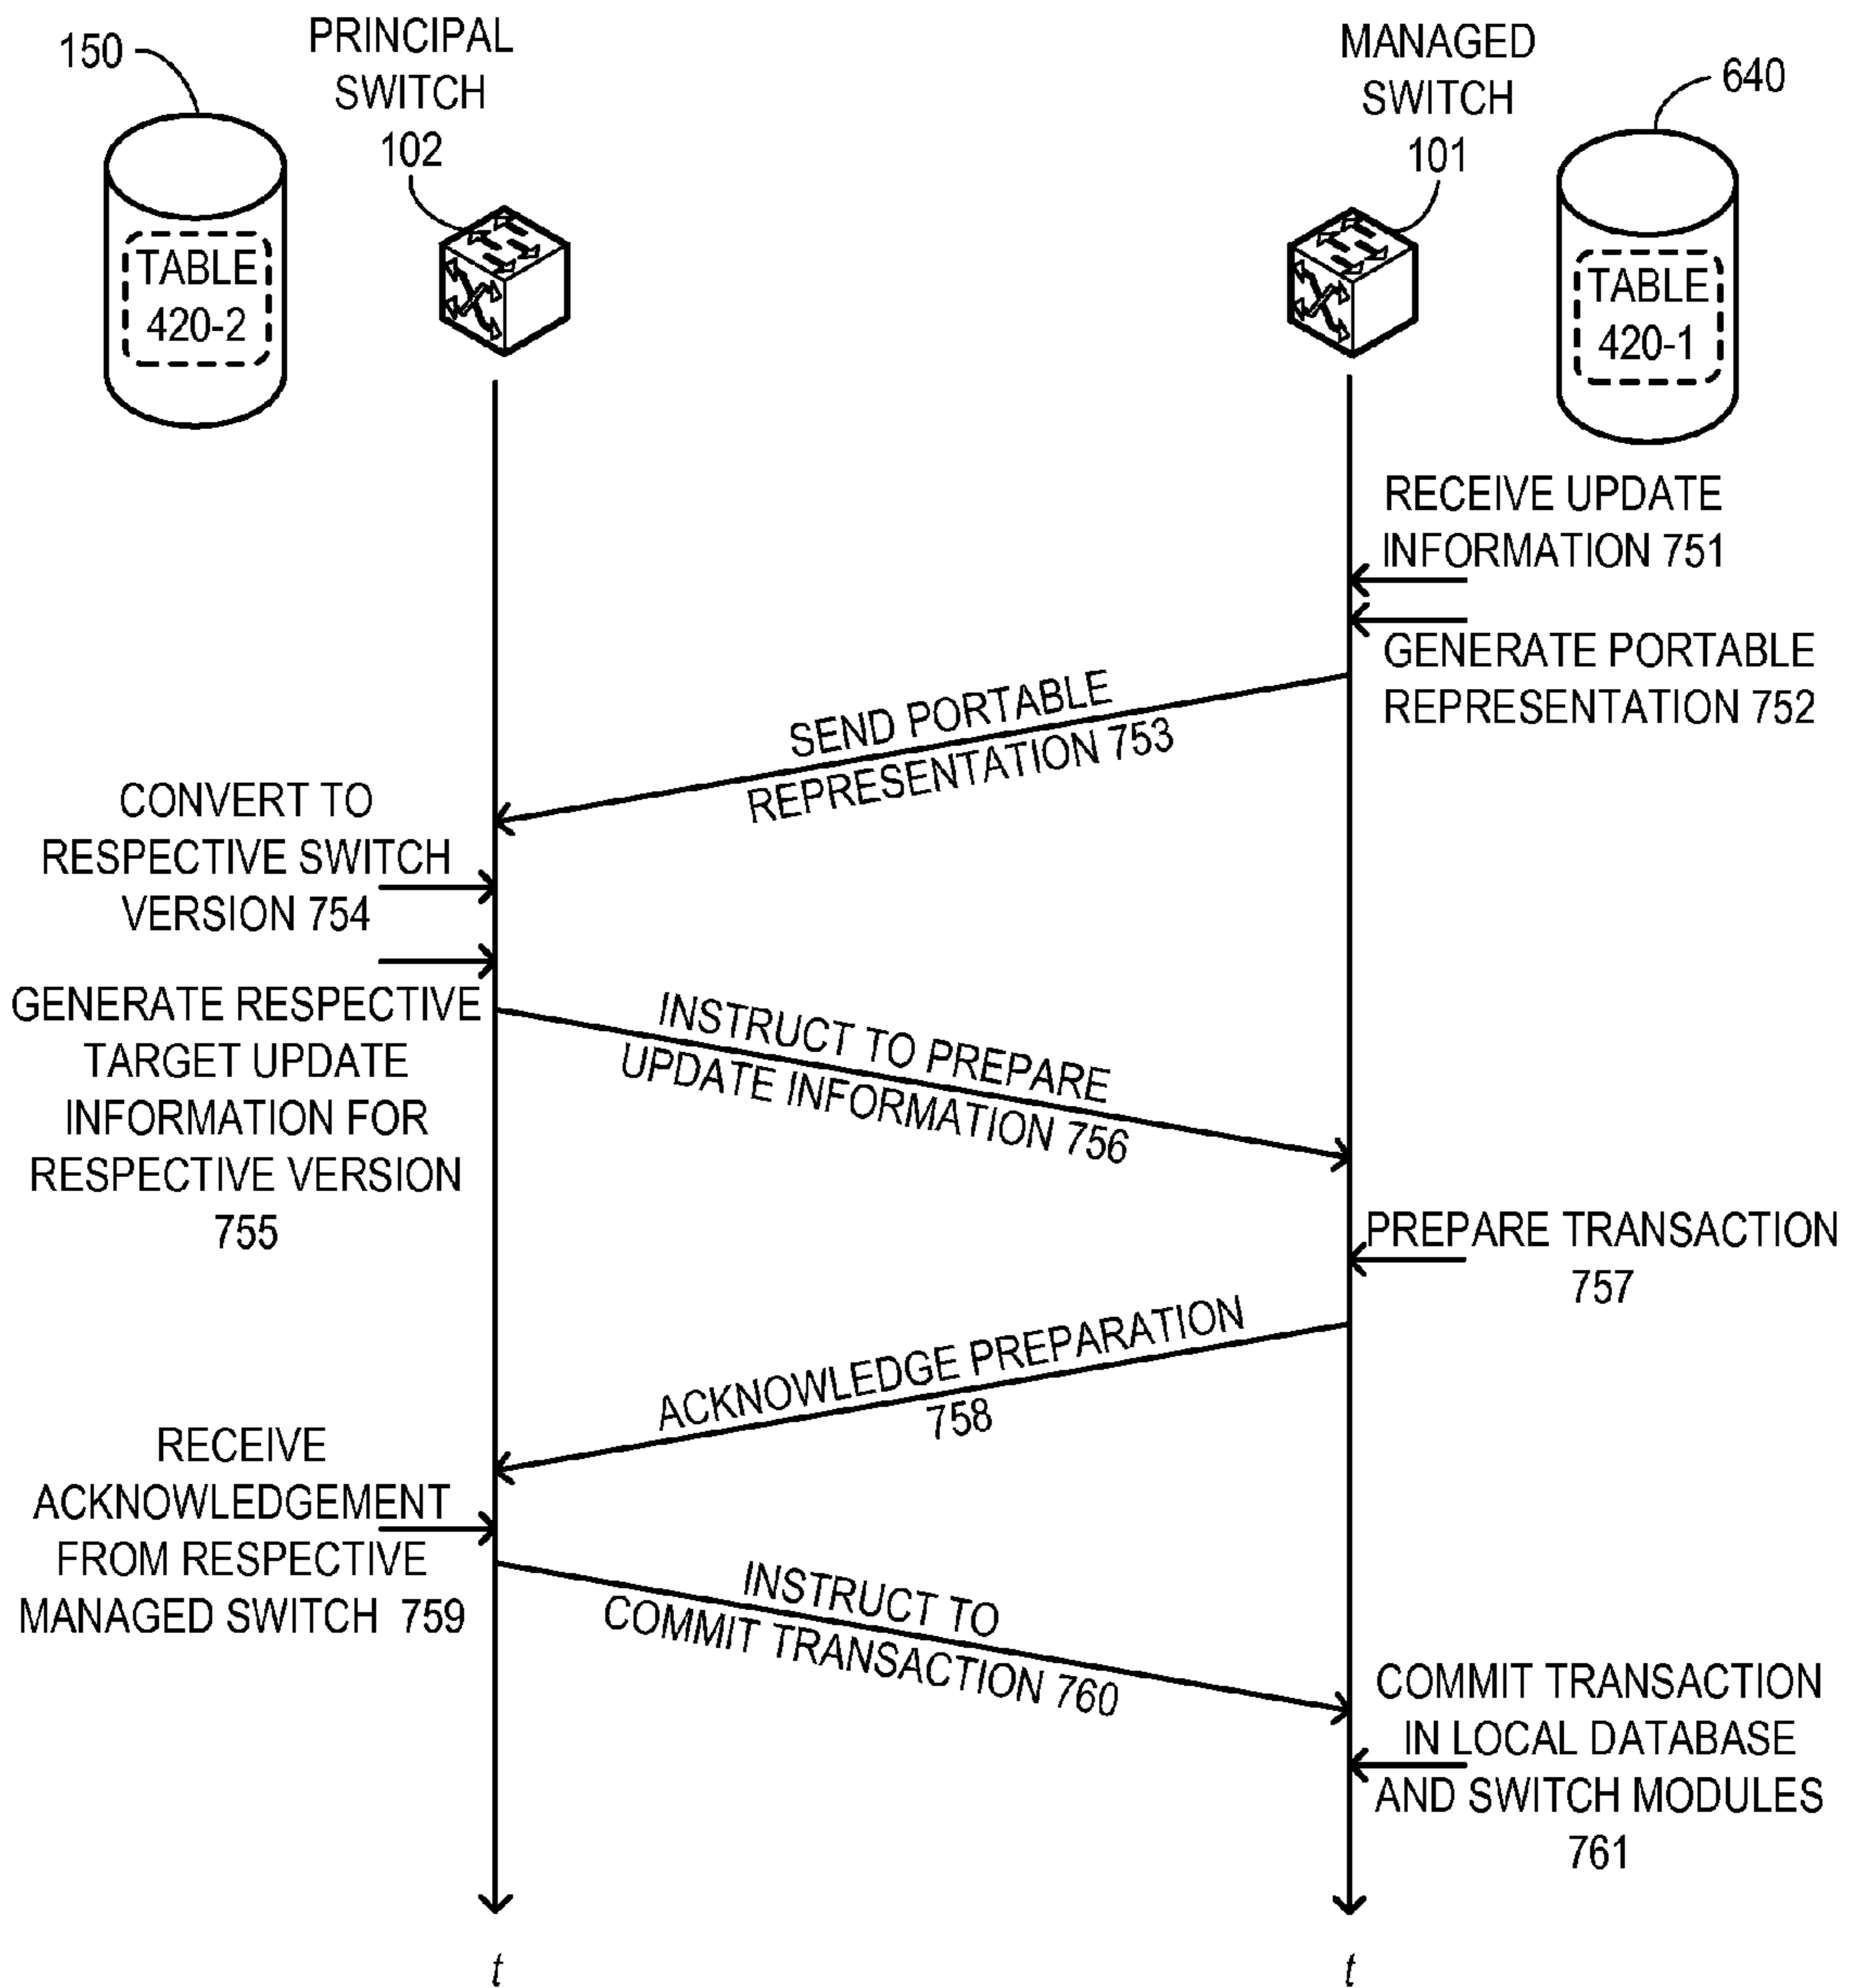 150
PRINCIPAL
SWITCH
102
MANAGED
SWITCH
101
640
TABLE
420-2
TABLE
420-1
RECEIVE UPDATE
INFORMATION 751
GENERATE PORTABLE
REPRESENTATION 752
SEND PORTABLE
REPRESENTATION 753
CONVERT TO
RESPECTIVE SWITCH
VERSION 754
GENERATE RESPECTIVE
TARGET UPDATE
INFORMATION FOR
RESPECTIVE VERSION
755
INSTRUCT TO PREPARE
UPDATE INFORMATION 756
PREPARE TRANSACTION
757
ACKNOWLEDGE PREPARATION
758
RECEIVE
ACKNOWLEDGEMENT
FROM RESPECTIVE
MANAGED SWITCH 759
INSTRUCT TO
COMMIT TRANSACTION 760
COMMIT TRANSACTION
IN LOCAL DATABASE
AND SWITCH MODULES
761
t
t